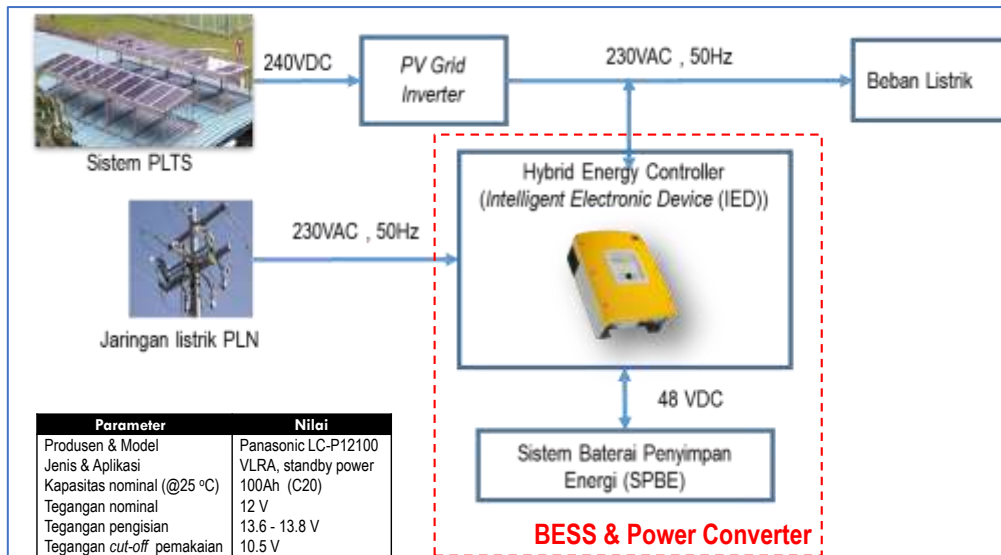 240VDC
PV Grid
Inverter
230VAC , 50Hz
Beban Listrik
Sistem PLTS
Hybrid Energy Controller
(Intelligent Electronic Device (IED))
230VAC , 50Hz
Jaringan listrik PLN
48 VDC
Sistem Baterai Penyimpan
Energi (SPBE)
BESS & Power Converter
Parameter Nilai
Produsen & Model Panasonic LC-P12100
Jenis & Aplikasi VLRA, standby power
Kapasitas nominal (@25 °C) 100Ah (C20)
Tegangan nominal 12 V
Tegangan pengisian 13.6 - 13.8 V
Tegangan cut-off pemakaian 10.5 V